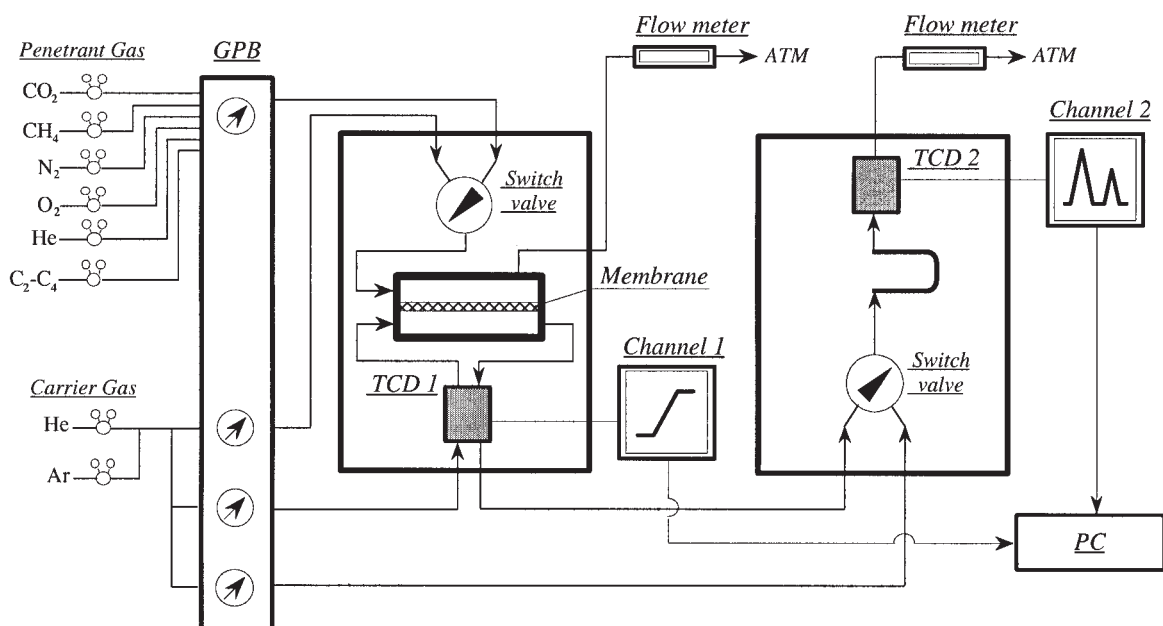 Flow meter
ATM
Flow meter
ATM
Penetrant Gas
GPB
CO2
CH4
N2
O2
He
C2-C4
Switch
valve
TCD 2
Channel 2
Membrane
Channel 1
TCD 1
Switch
valve
Carrier Gas
He
Ar
PC